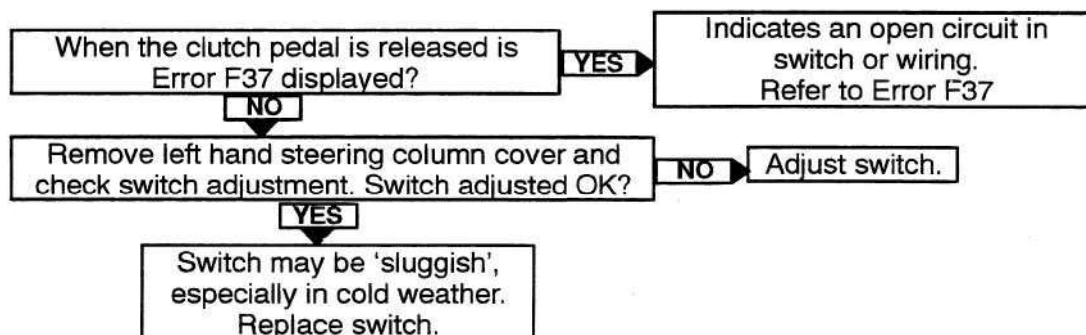 When the clutch pedal is released is
Error F37 displayed?
YES
Indicates an open circuit in
switch or wiring.
Refer to Error F37
NO
Remove left hand steering column cover and
check switch adjustment. Switch adjusted OK?
NO
Adjust switch.
YES
Switch may be ‘sluggish’,
especially in cold weather.
Replace switch.